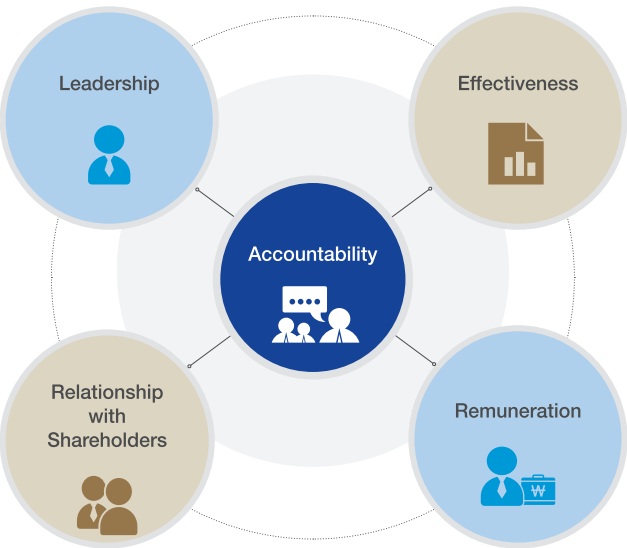 Leadership
Effectiveness
Accountability
Relationship
with
Shareholders
Remuneration
₩